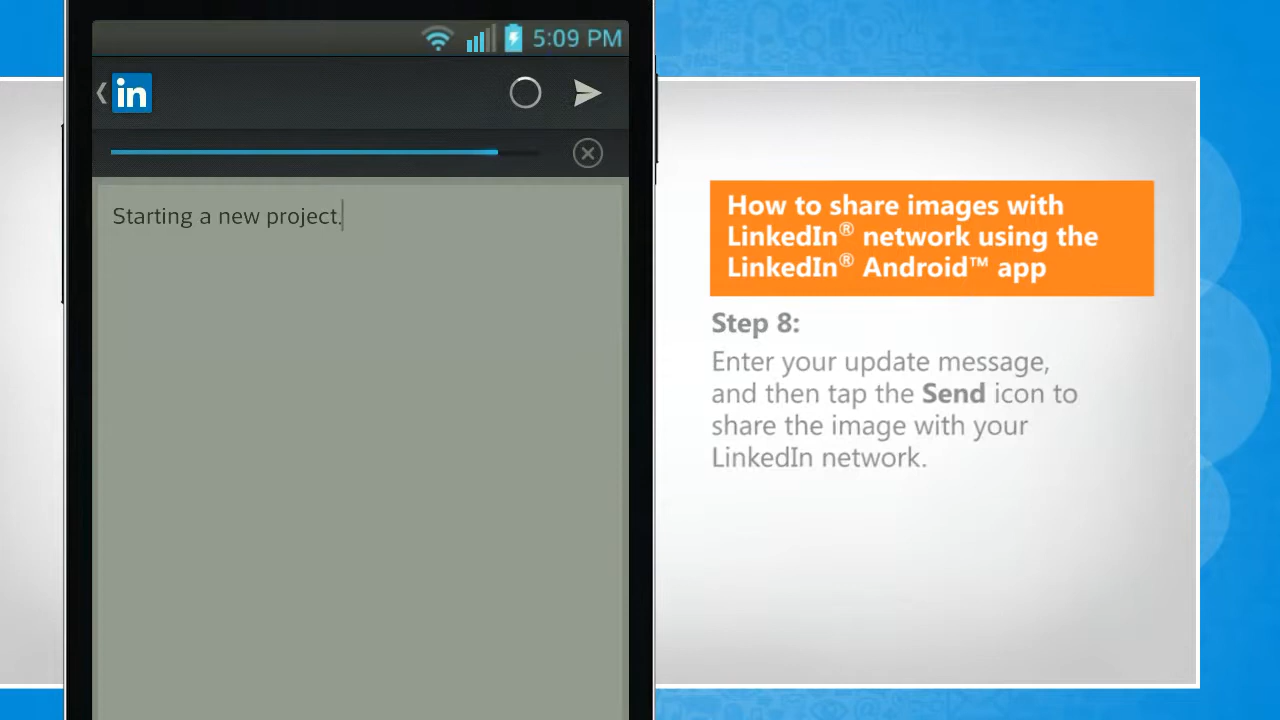 5:09 PM
in
Starting a new project.
How to share images with
LinkedIn® network using the
LinkedIn® Android™ app
Step 8:
Enter your update message,
and then tap the Send icon to
share the image with your
LinkedIn network.